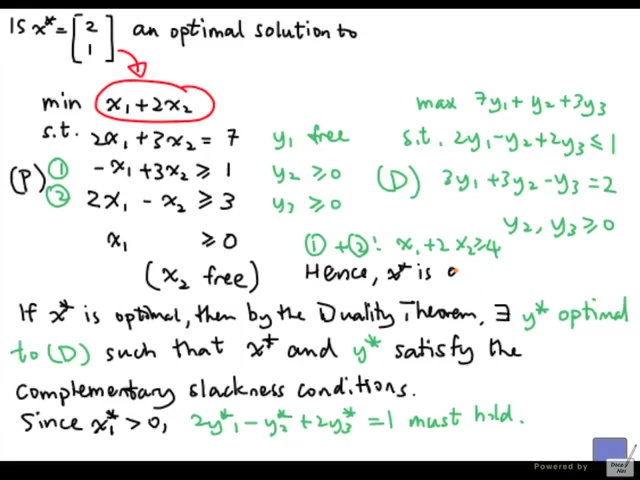 Is x* = [2 1] an optimal solution to
min x₁ + 2x₂
max 7y₁ + y₂ + 3y₃
s.t. 2x₁ + 3x₂ = 7 y₁ free
s.t. 2y₁ - y₂ + 2y₃ ≤ 1
(P) ① -x₁ + 3x₂ ≥ 1 y₂ ≥ 0
(D) 3y₁ + 3y₂ - y₃ = 2
② 2x₁ - x₂ ≥ 3 y₃ ≥ 0
y₂, y₃ ≥ 0
x₁ ≥ 0
① + ②: x₁ + 2x₂ ≥ 4
(x₂ free)
Hence, x* is o
If x* is optimal, then by the Duality Theorem, ∃ y* optimal
to (D) such that x* and y* satisfy the
complementary slackness conditions.
Since x₁* > 0, 2y*₁ - y₂* + 2y₃* = 1 must hold.
Powered by